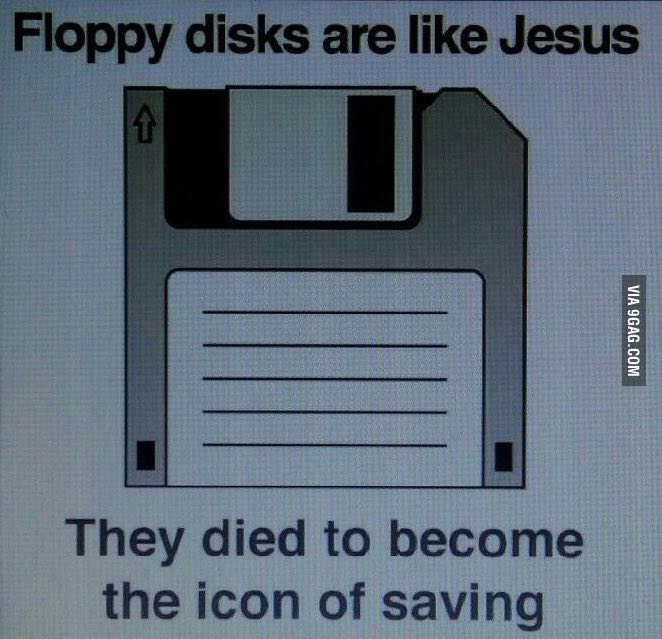 Floppy disks are like Jesus
VIA 9GAG.COM
They died to become
the icon of saving